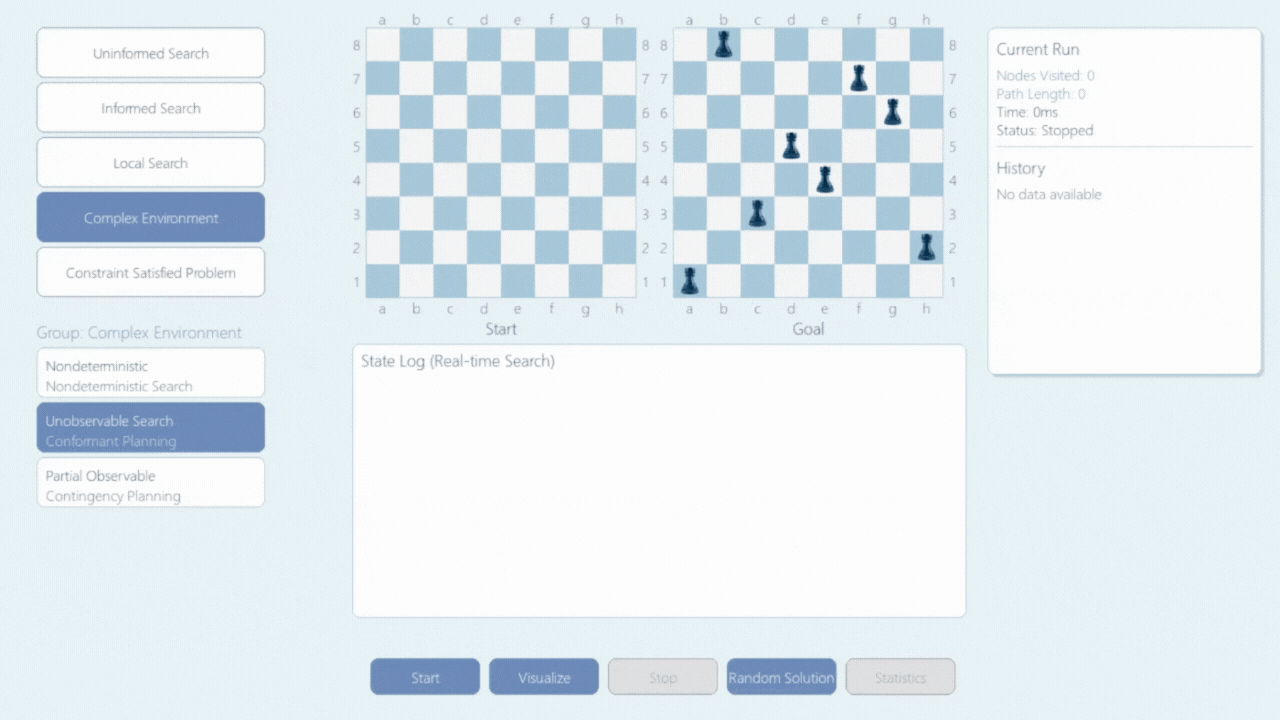 Uninformed Search
Informed Search
Local Search
Complex Environment
Constraint Satisfied Problem
Group: Complex Environment
Nondeterministic
Nondeterministic Search
Unobservable Search
Conformant Planning
Partial Observable
Contingency Planning
a b c d e f g h
8 8
7 7
6 6
5 5
4 4
3 3
2 2
1 1
a b c d e f g h
Start
a b c d e f g h
8 8
7 7
6 6
5 5
4 4
3 3
2 2
1 1
a b c d e f g h
Goal
State Log (Real-time Search)
Start
Visualize
Stop
Random Solution
Statistics
Current Run
Nodes Visited: 0
Path Length: 0
Time: 0ms
Status: Stopped
History
No data available